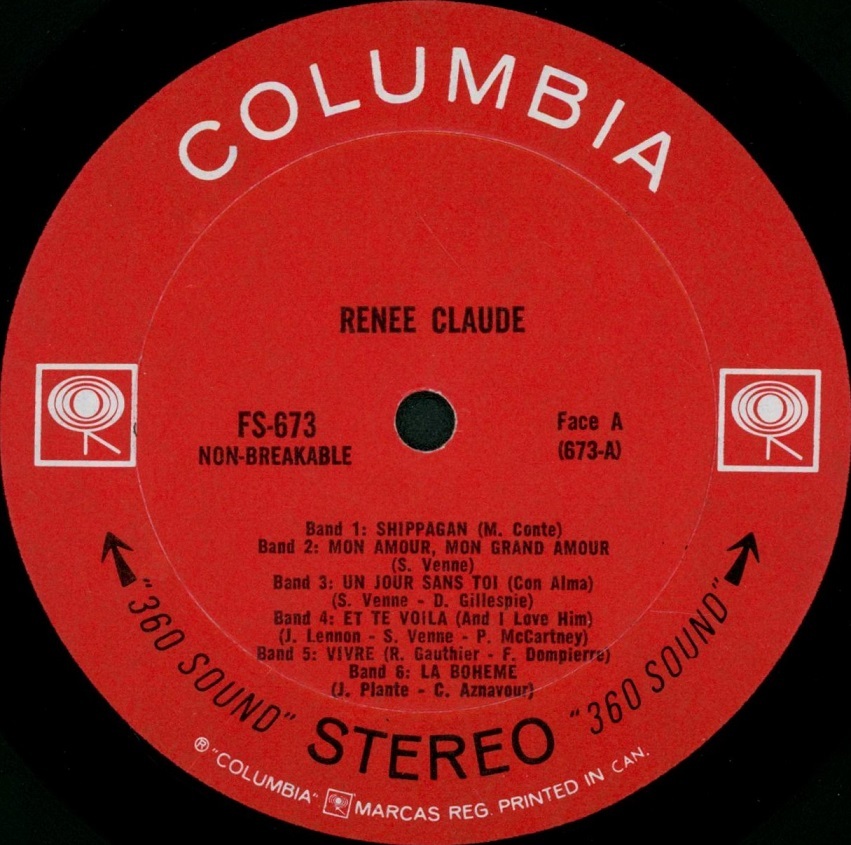 COLUMBIA
RENEE CLAUDE
FS-673
NON-BREAKABLE
Face A
(673-A)
Band 1: SHIPPAGAN (M. Conte)
Band 2: MON AMOUR, MON GRAND AMOUR
(S. Venne)
Band 3: UN JOUR SANS TOI (Con Alma)
(S. Venne - D. Gillespie)
Band 4: ET TE VOILA (And I Love Him)
(J. Lennon - S. Venne - P. McCartney)
Band 5: VIVRE (R. Gauthier - F. Dompierre)
Band 6: LA BOHEME
(J. Plante - C. Aznavour)
"360 SOUND" STEREO "360 SOUND"
® "COLUMBIA" MARCAS REG. PRINTED IN CAN.